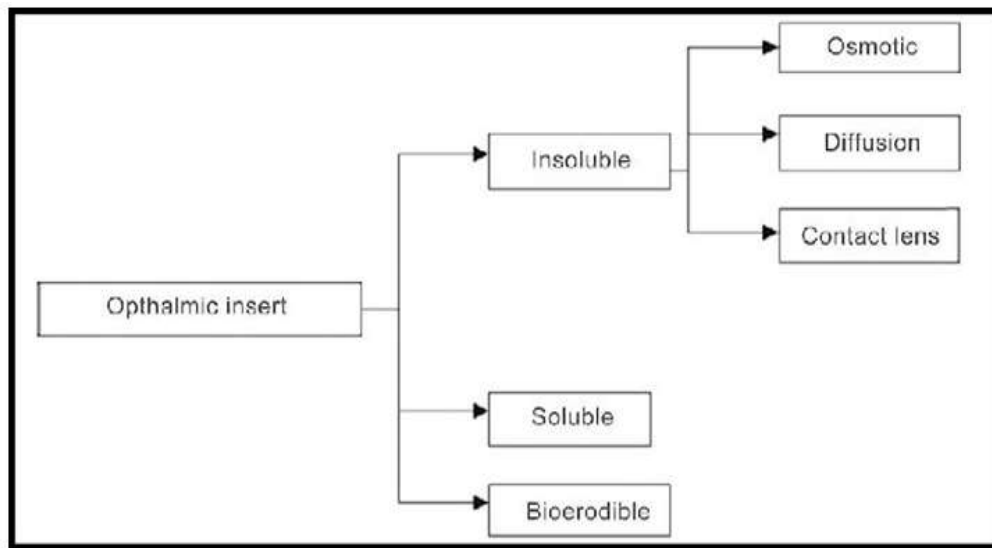 Osmotic
Diffusion
Insoluble
Contact lens
Opthalmic insert
Soluble
Bioerodible